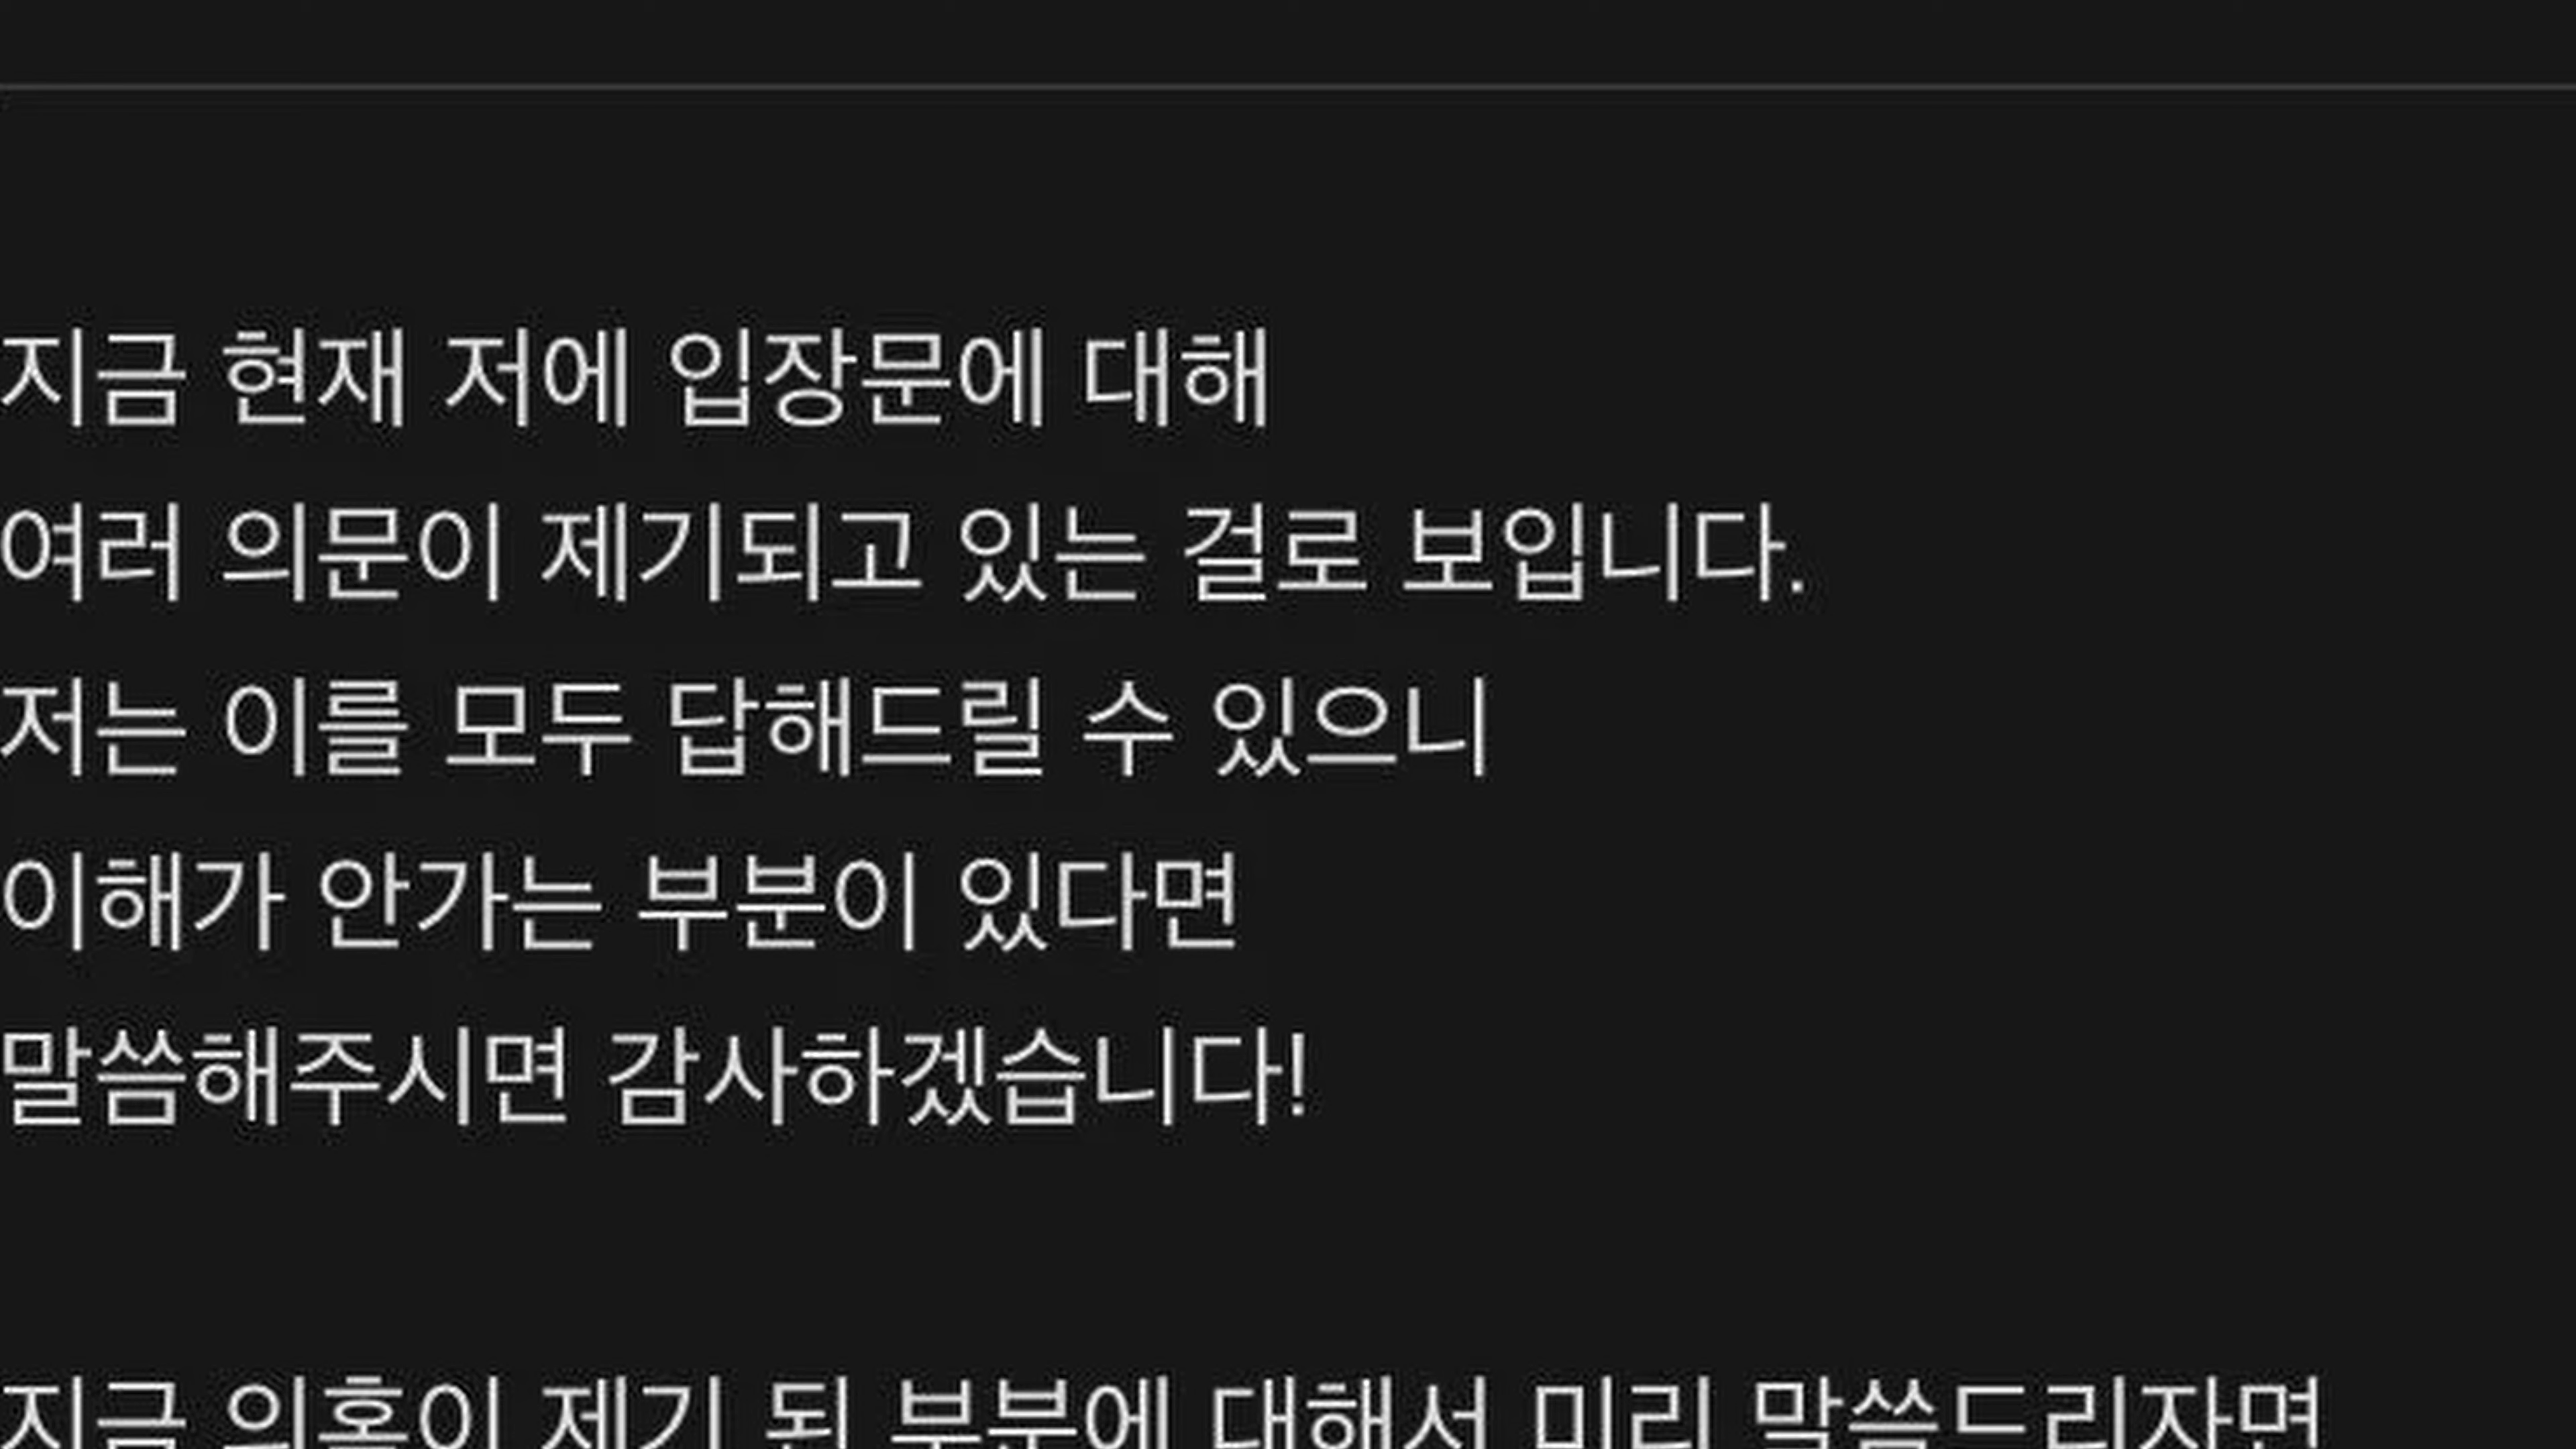 지금 현재 저에 입장문에 대해
여러 의문이 제기되고 있는 걸로 보입니다.
저는 이를 모두 답해드릴 수 있으니
이해가 안가는 부분이 있다면
말씀해주시면 감사하겠습니다!
지금 의혹이 제기 된 부분에 대해서 미리 말씀드리자면